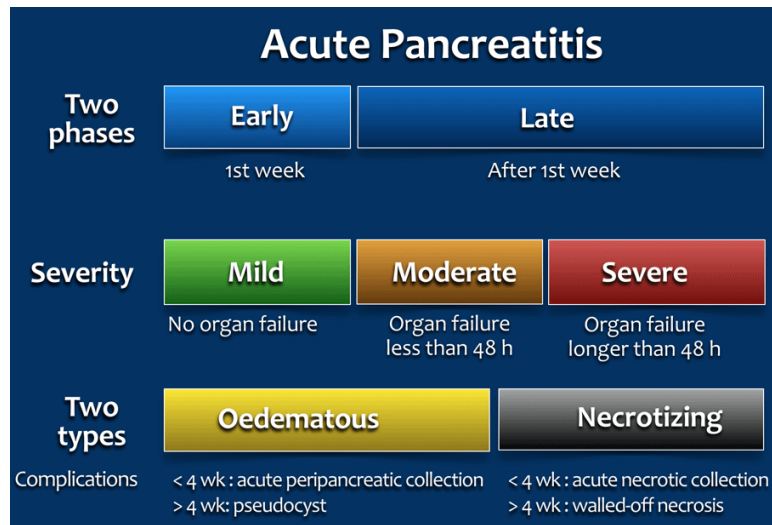 Acute Pancreatitis
Two
phases
Early
Late
1st week
After 1st week
Severity
Mild
Moderate
Severe
No organ failure
Organ failure
less than 48 h
Organ failure
longer than 48 h
Two
types
Oedematous
Necrotizing
Complications
< 4 wk : acute peripancreatic collection
> 4 wk: pseudocyst
< 4 wk : acute necrotic collection
> 4 wk : walled-off necrosis